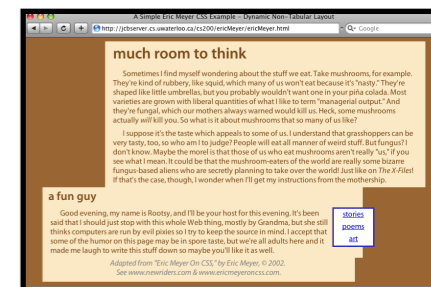 A Simple Eric Meyer CSS Example – Dynamic Non-Tabular Layout
http://jcbserver.cs.uwaterloo.ca/cs200/ericMeyer/ericMeyer.html
Google
much room to think
Sometimes I find myself wondering about the stuff we eat. Take mushrooms, for example.
They're kind of rubbery, like squid, which many of us won't eat because it's "nasty." They're
shaped like little umbrellas, but you probably wouldn't want one in your piña colada. Most
varieties are grown with liberal quantities of what I like to term "managerial output." And
they're fungal, which our mothers always warned would kill us. Heck, some mushrooms
actually will kill you. So what is it about mushrooms that so many of us like?
I suppose it's the taste which appeals to some of us. I understand that grasshoppers can be
very tasty, too, so who am I to judge? People will eat all manner of weird stuff. But fungus? I
don't know. Maybe the morel is that those of us who eat mushrooms aren't really "us," if you
see what I mean. It could be that the mushroom-eaters of the world are really some bizarre
fungus-based aliens who are secretly planning to take over the world! Just like on The X-Files!
If that's the case, though, I wonder when I'll get my instructions from the mothership.
a fun guy
Good evening, my name is Rootsy, and I'll be your host for this evening. It's been
said that I should just stop with this whole Web thing, mostly by Grandma, but she still
thinks computers are run by evil pixies so I try to keep the source in mind. I accept that
some of the humor on this page may be in spore taste, but we're all adults here and it
made me laugh to write this stuff down so maybe you'll like it as well.
stories
poems
art
Adapted from "Eric Meyer On CSS," by Eric Meyer, © 2002.
See www.newriders.com & www.ericmeyeroncss.com.